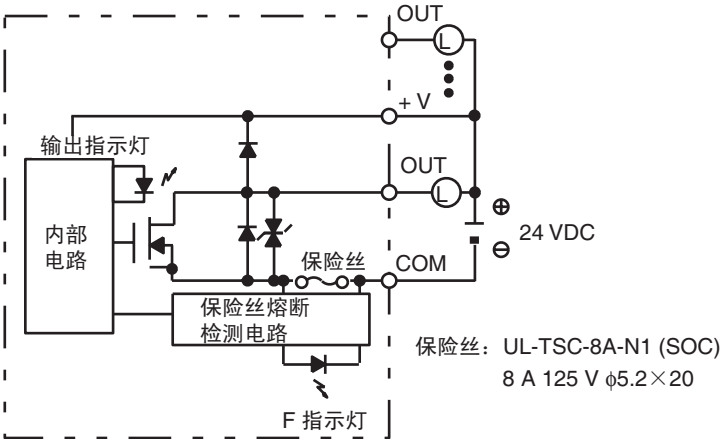 OUT
L
+ V
输出指示灯
OUT
L
内部
电路
⊕
24 VDC
⊖
保险丝
COM
保险丝熔断
检测电路
保险丝：UL-TSC-8A-N1 (SOC)
8 A 125 V ϕ5.2×20
F 指示灯